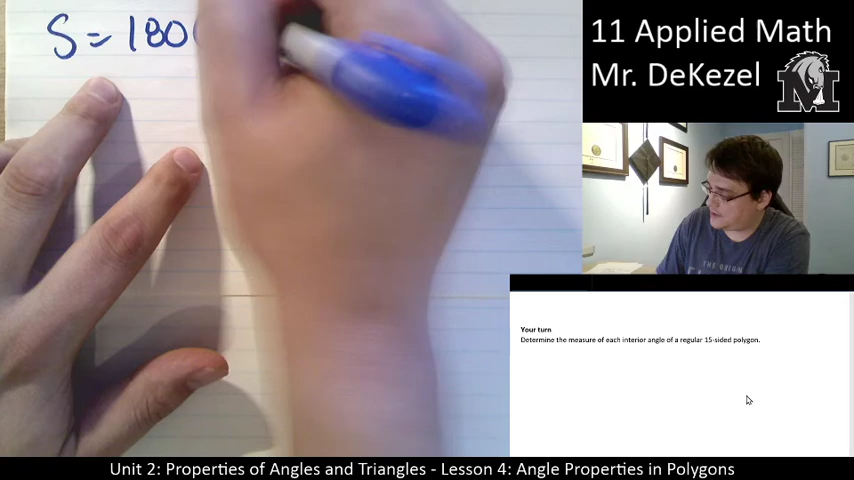 S = 180
11 Applied Math
Mr. DeKezel
M
Your turn
Determine the measure of each interior angle of a regular 15-sided polygon.
Unit 2: Properties of Angles and Triangles - Lesson 4: Angle Properties in Polygons